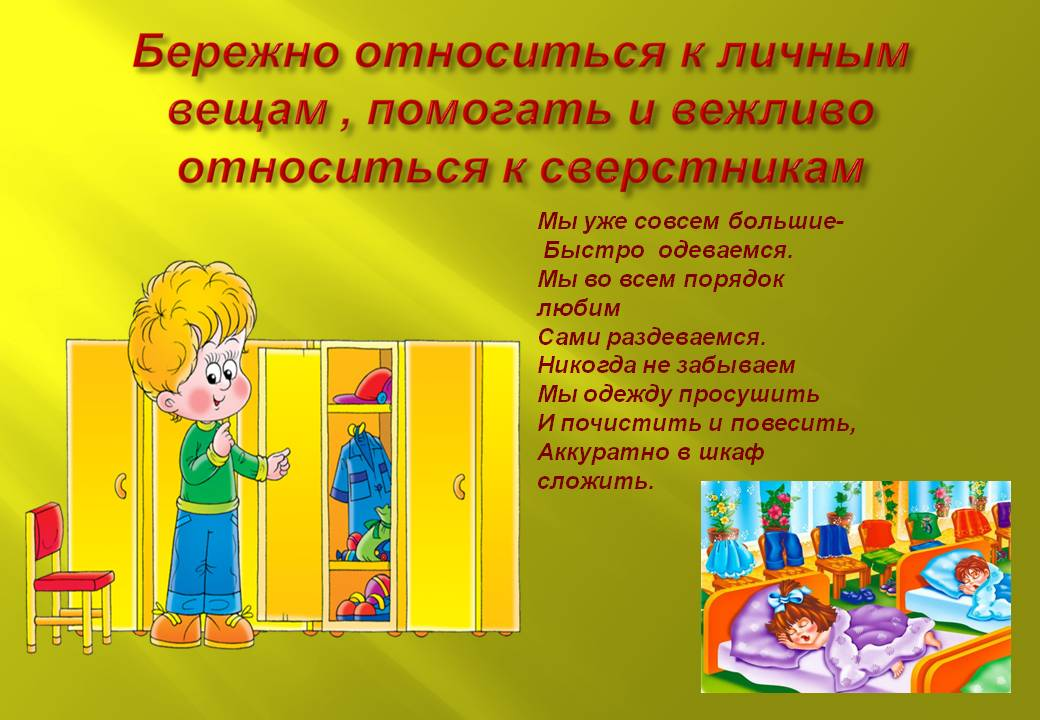 Бережно относиться к личным
вещам , помогать и вежливо
относиться к сверстникам
Мы уже совсем большие-
Быстро одеваемся.
Мы во всем порядок
любим
Сами раздеваемся.
Никогда не забываем
Мы одежду просушить
И почистить и повесить,
Аккуратно в шкаф
сложить.